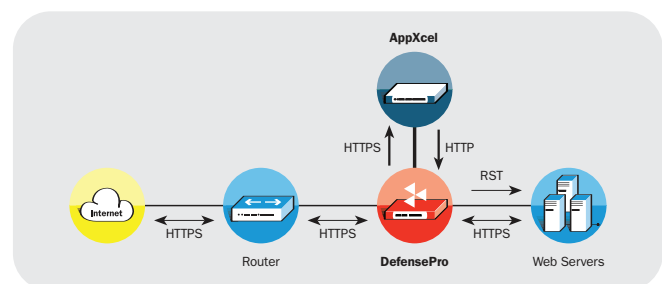 AppXcel
HTTPS
HTTP
RST
Internet
HTTPS
HTTPS
HTTPS
Router
DefensePro
Web Servers